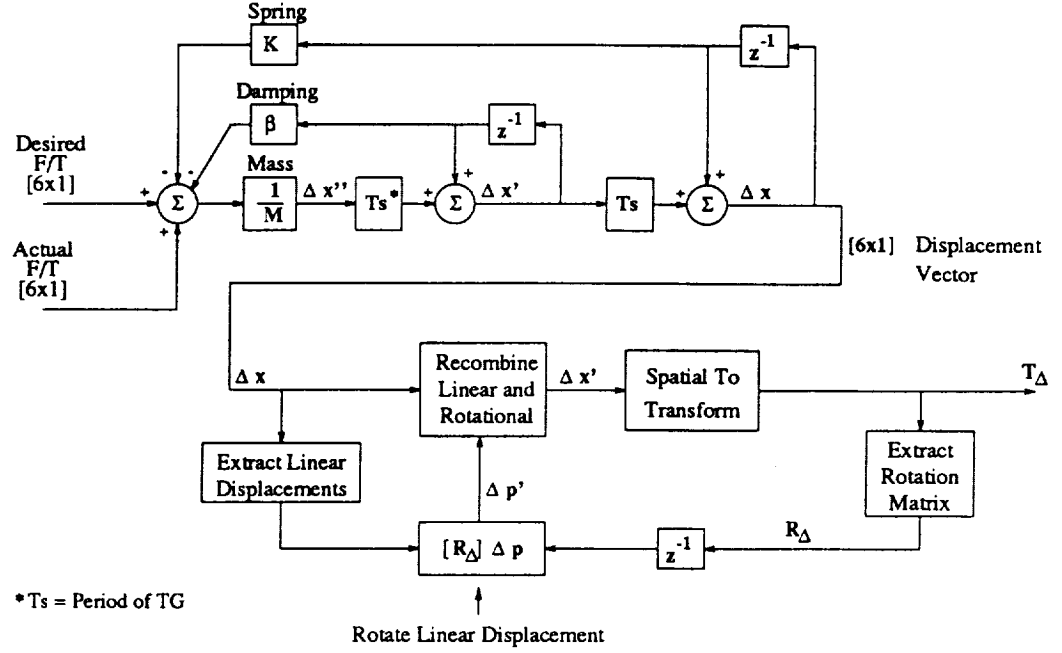 Spring
K
z⁻¹
Damping
β
z⁻¹
Desired
F/T
[6x1]
Mass
- -
+ + 
Σ
1
M
Δ x''
Ts*
+ +
Σ
Δ x'
Ts
+ +
Σ
Δ x
Actual
F/T
[6x1]
[6x1] Displacement
Vector
Δ x
Recombine
Linear and
Rotational
Δ x'
Spatial To
Transform
T_Δ
Extract Linear
Displacements
Δ p'
Extract
Rotation
Matrix
[ R_Δ ] Δ p
z⁻¹
R_Δ
* Ts = Period of TG
Rotate Linear Displacement